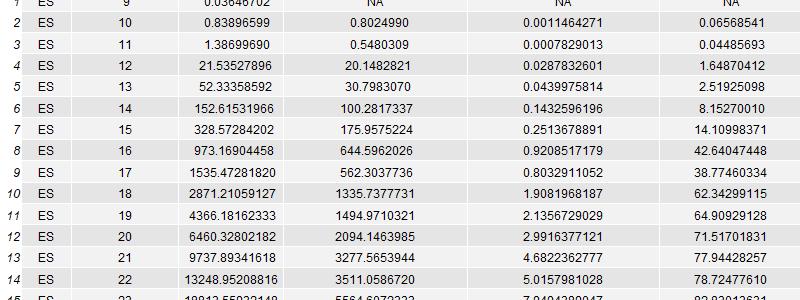 1 ES 9 0.03646702 NA NA NA
2 ES 10 0.83896599 0.8024990 0.0011464271 0.06568541
3 ES 11 1.38699690 0.5480309 0.0007829013 0.04485693
4 ES 12 21.53527896 20.1482821 0.0287832601 1.64870412
5 ES 13 52.33358592 30.7983070 0.0439975814 2.51925098
6 ES 14 152.61531966 100.2817337 0.1432596196 8.15270010
7 ES 15 328.57284202 175.9575224 0.2513678891 14.10998371
8 ES 16 973.16904458 644.5962026 0.9208517179 42.64047448
9 ES 17 1535.47281820 562.3037736 0.8032911052 38.77460334
10 ES 18 2871.21059127 1335.7377731 1.9081968187 62.34299115
11 ES 19 4366.18162333 1494.9710321 2.1356729029 64.90929128
12 ES 20 6460.32802182 2094.1463985 2.9916377121 71.51701831
13 ES 21 9737.89341618 3277.5653944 4.6822362777 77.94428257
14 ES 22 13248.95208816 3511.0586720 5.0157981028 78.72477610
15 ES 23